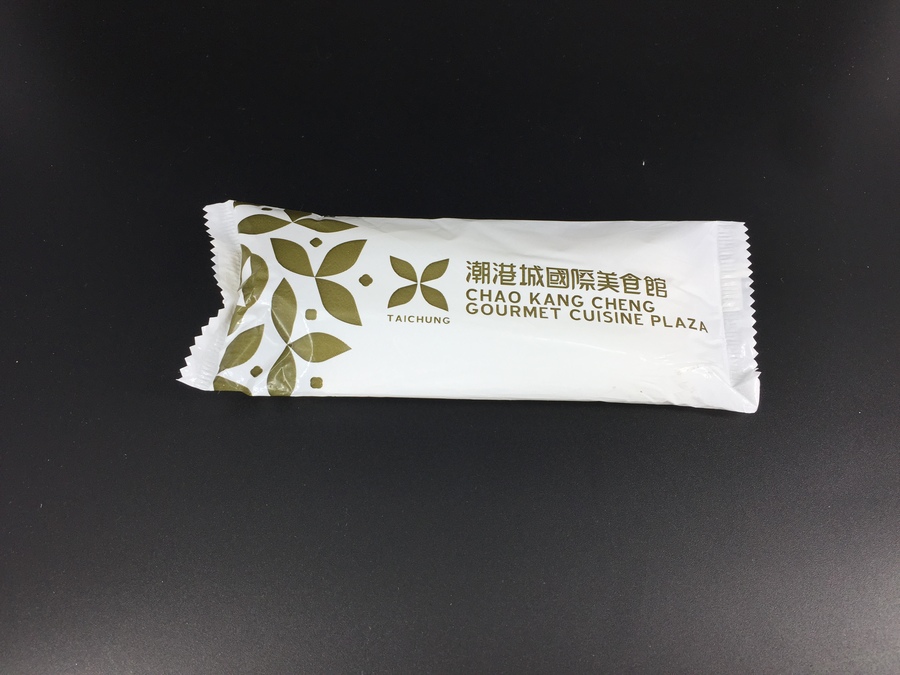 潮港城國際美食館
CHAO KANG CHENG
GOURMET CUISINE PLAZA
TAICHUNG